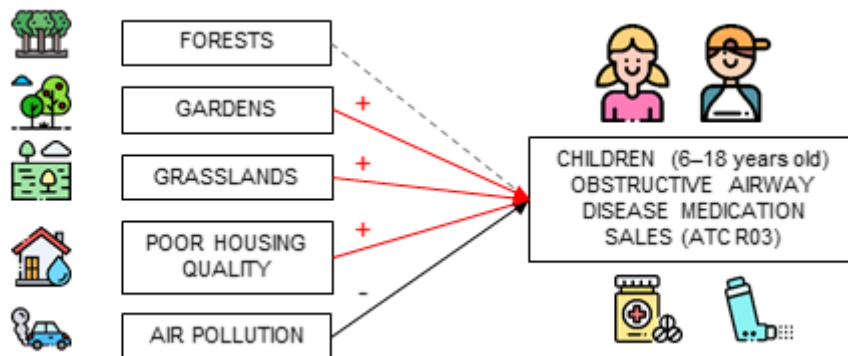 FORESTS
GARDENS
+
GRASSLANDS
+
POOR HOUSING
QUALITY
+
AIR POLLUTION
-
CHILDREN (6–18 years old)
OBSTRUCTIVE AIRWAY
DISEASE MEDICATION
SALES (ATC R03)